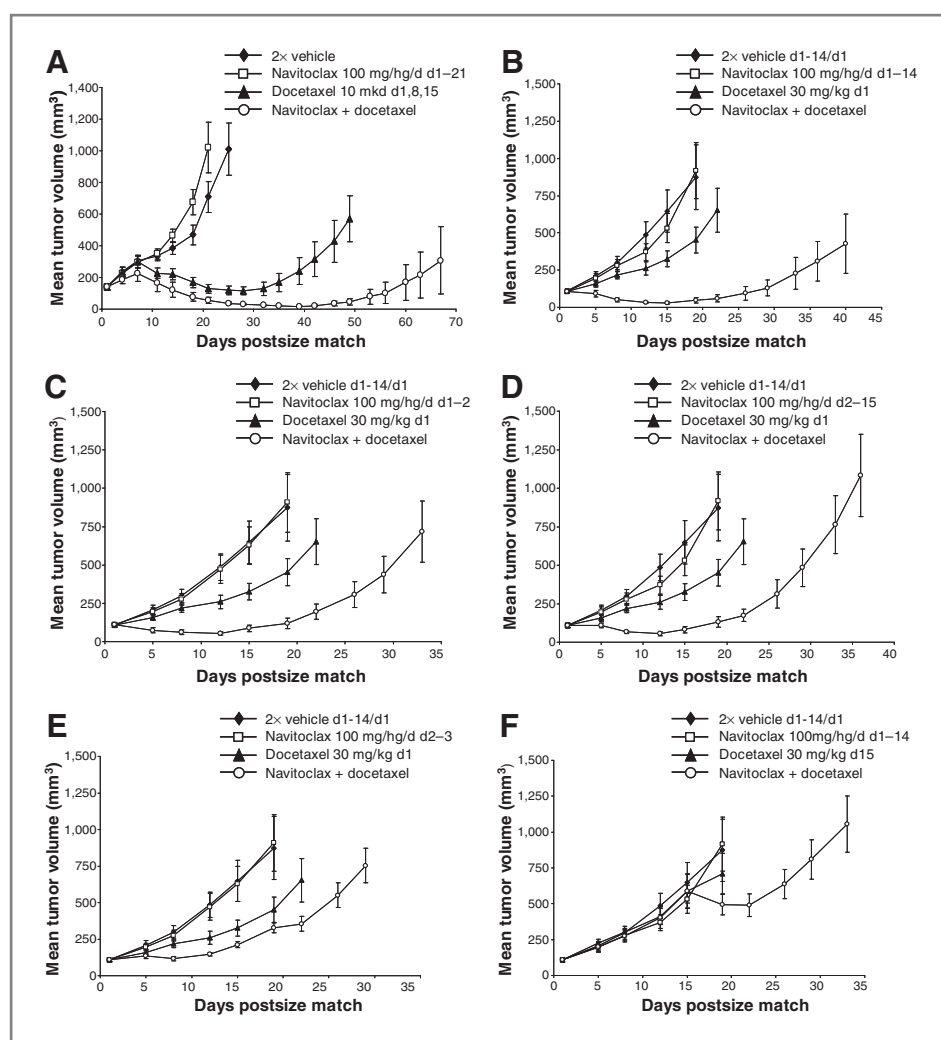 A
2× vehicle
Navitoclax 100 mg/hg/d d1–21
Docetaxel 10 mkd d1,8,15
Navitoclax + docetaxel
Mean tumor volume (mm³)
1,400
1,200
1,000
800
600
400
200
0
0 10 20 30 40 50 60 70
Days postsize match
B
2× vehicle d1-14/d1
Navitoclax 100 mg/hg/d d1–14
Docetaxel 30 mg/kg d1
Navitoclax + docetaxel
Mean tumor volume (mm³)
1,500
1,250
1,000
750
500
250
0
0 5 10 15 20 25 30 35 40 45
Days postsize match
C
2× vehicle d1-14/d1
Navitoclax 100 mg/hg/d d1–2
Docetaxel 30 mg/kg d1
Navitoclax + docetaxel
Mean tumor volume (mm³)
1,500
1,250
1,000
750
500
250
0
0 5 10 15 20 25 30 35
Days postsize match
D
2× vehicle d1-14/d1
Navitoclax 100 mg/hg/d d2–15
Docetaxel 30 mg/kg d1
Navitoclax + docetaxel
Mean tumor volume (mm³)
1,500
1,250
1,000
750
500
250
0
0 5 10 15 20 25 30 35 40
Days postsize match
E
2× vehicle d1-14/d1
Navitoclax 100 mg/hg/d d2–3
Docetaxel 30 mg/kg d1
Navitoclax + docetaxel
Mean tumor volume (mm³)
1,500
1,250
1,000
750
500
250
0
0 5 10 15 20 25 30 35
Days postsize match
F
2× vehicle d1-14/d1
Navitoclax 100mg/hg/d d1–14
Docetaxel 30 mg/kg d15
Navitoclax + docetaxel
Mean tumor volume (mm³)
1,500
1,250
1,000
750
500
250
0
0 5 10 15 20 25 30 35
Days postsize match